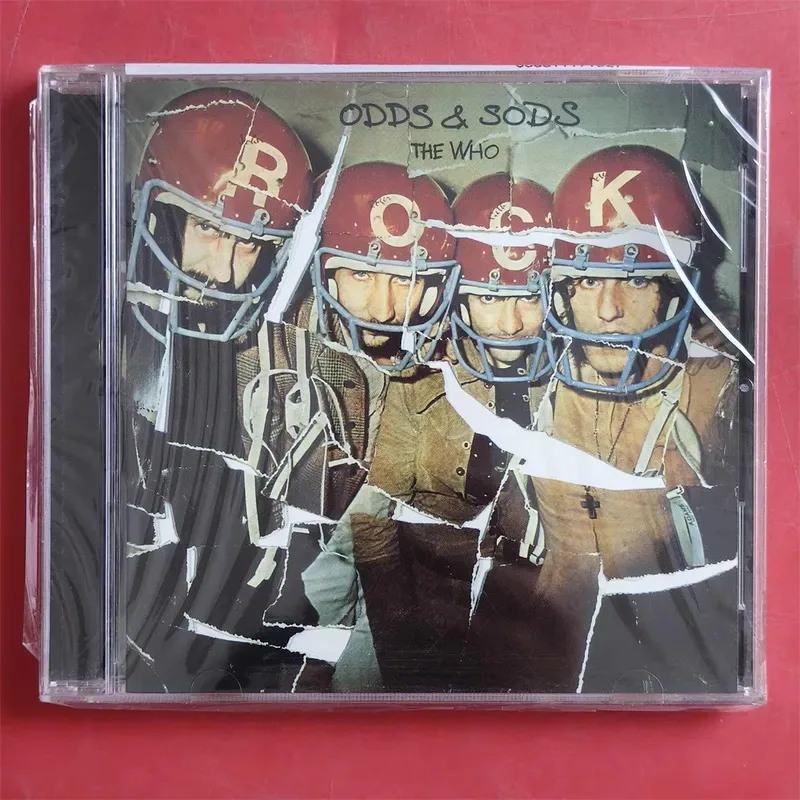 ODDS & SODS
THE WHO
R O C K